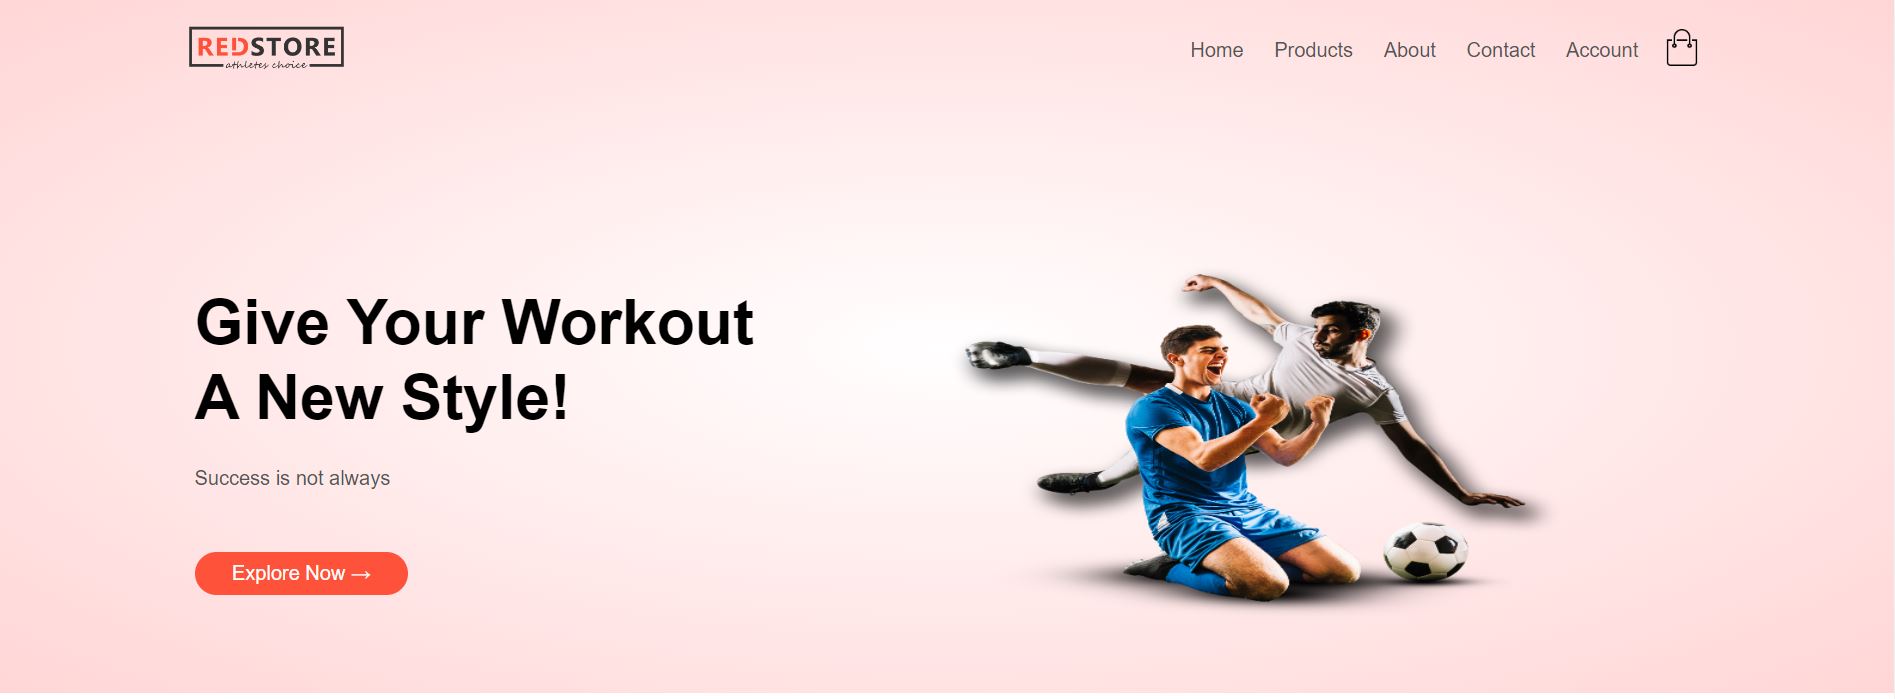 REDSTORE
athletes choice
Home Products About Contact Account
Give Your Workout
A New Style!
Success is not always
Explore Now →